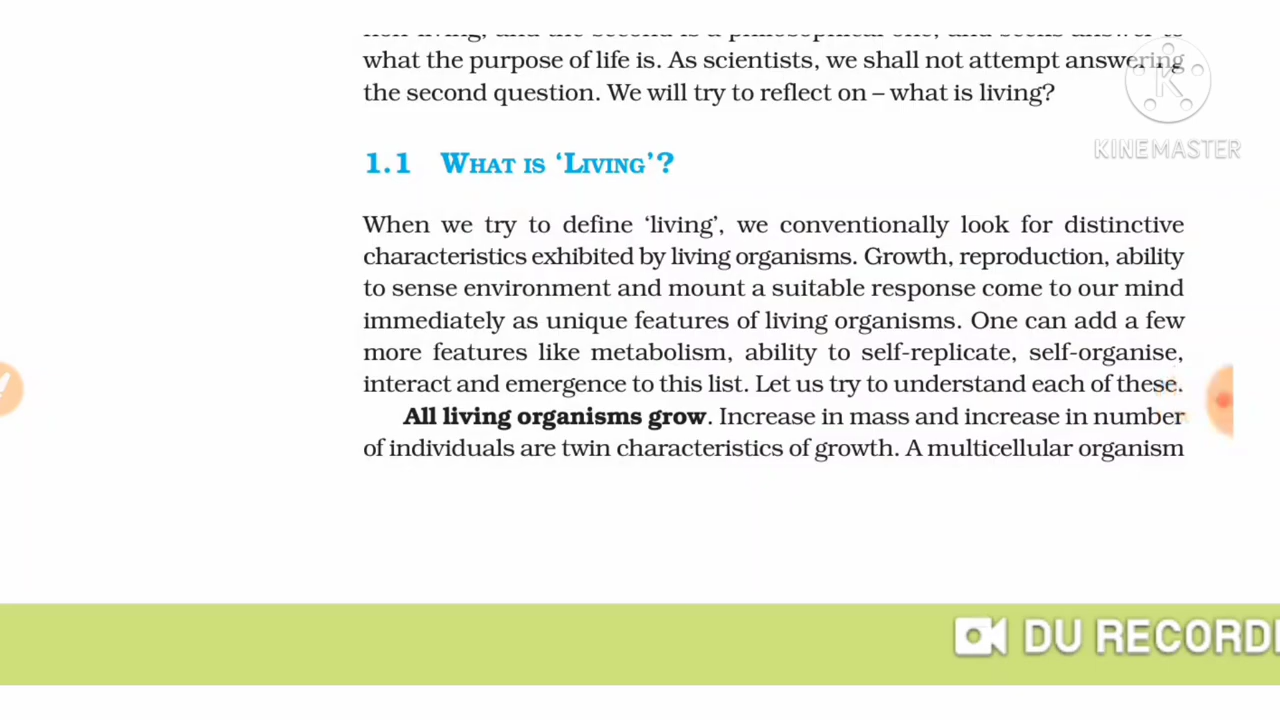 what the purpose of life is. As scientists, we shall not attempt answering
the second question. We will try to reflect on – what is living?
KINEMASTER
1.1 WHAT IS ‘LIVING’?
When we try to define ‘living’, we conventionally look for distinctive
characteristics exhibited by living organisms. Growth, reproduction, ability
to sense environment and mount a suitable response come to our mind
immediately as unique features of living organisms. One can add a few
more features like metabolism, ability to self-replicate, self-organise,
interact and emergence to this list. Let us try to understand each of these.
All living organisms grow. Increase in mass and increase in number
of individuals are twin characteristics of growth. A multicellular organism
DU RECORD